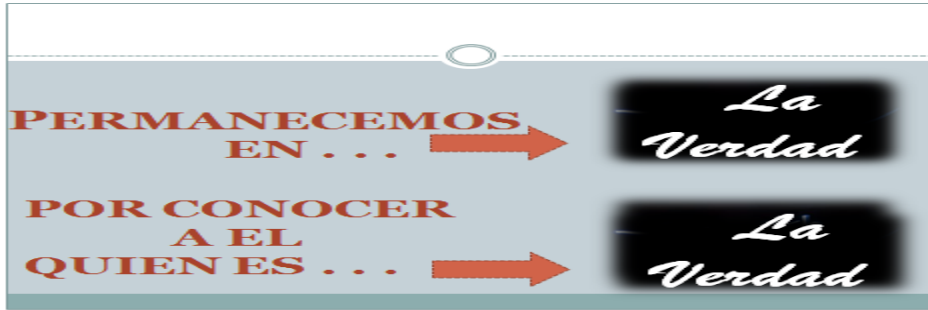 PERMANECEMOS
EN . . .
La
Verdad
POR CONOCER
A EL
QUIEN ES . . .
La
Verdad